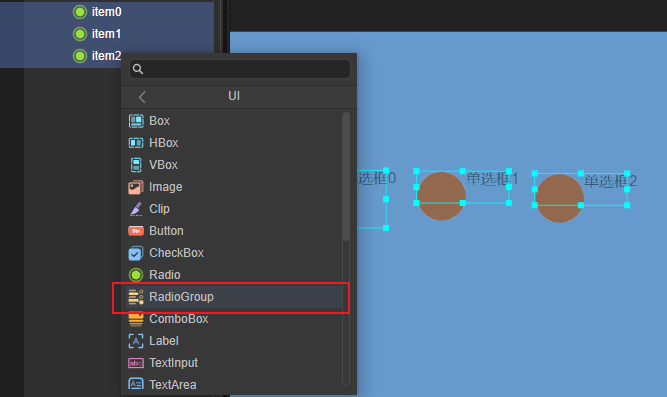 item0
item1
item2
UI
Box
HBox
VBox
Image
Clip
Button
CheckBox
Radio
RadioGroup
ComboBox
Label
TextInput
TextArea
选框0
单选框1
单选框2